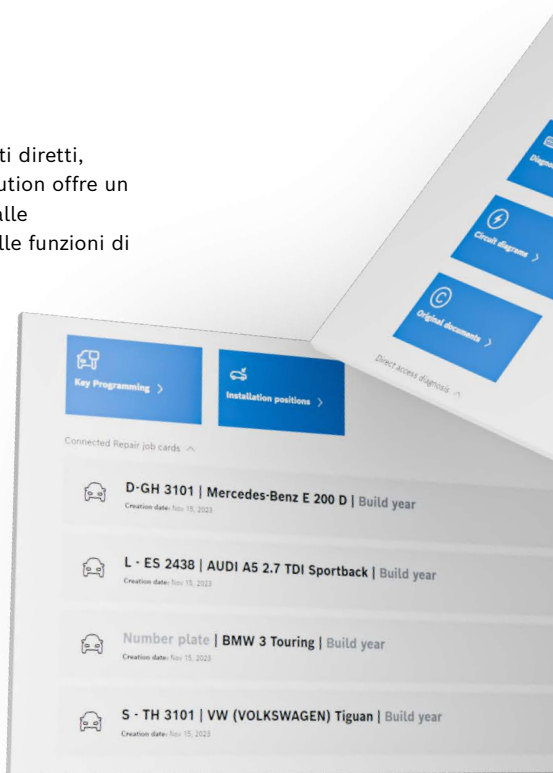 ti diretti,
ution offre un
alle
lle funzioni di
Circuit diagrams >
Original documents >
Direct access diagnosis
Key Programming >
Installation positions >
Connected Repair job cards
D-GH 3101 | Mercedes-Benz E 200 D | Build year
Creation date: Nov 15, 2023
L - ES 2438 | AUDI A5 2.7 TDI Sportback | Build year
Creation date: Nov 15, 2023
Number plate | BMW 3 Touring | Build year
Creation date: Nov 15, 2023
S - TH 3101 | VW (VOLKSWAGEN) Tiguan | Build year
Creation date: Nov 15, 2023